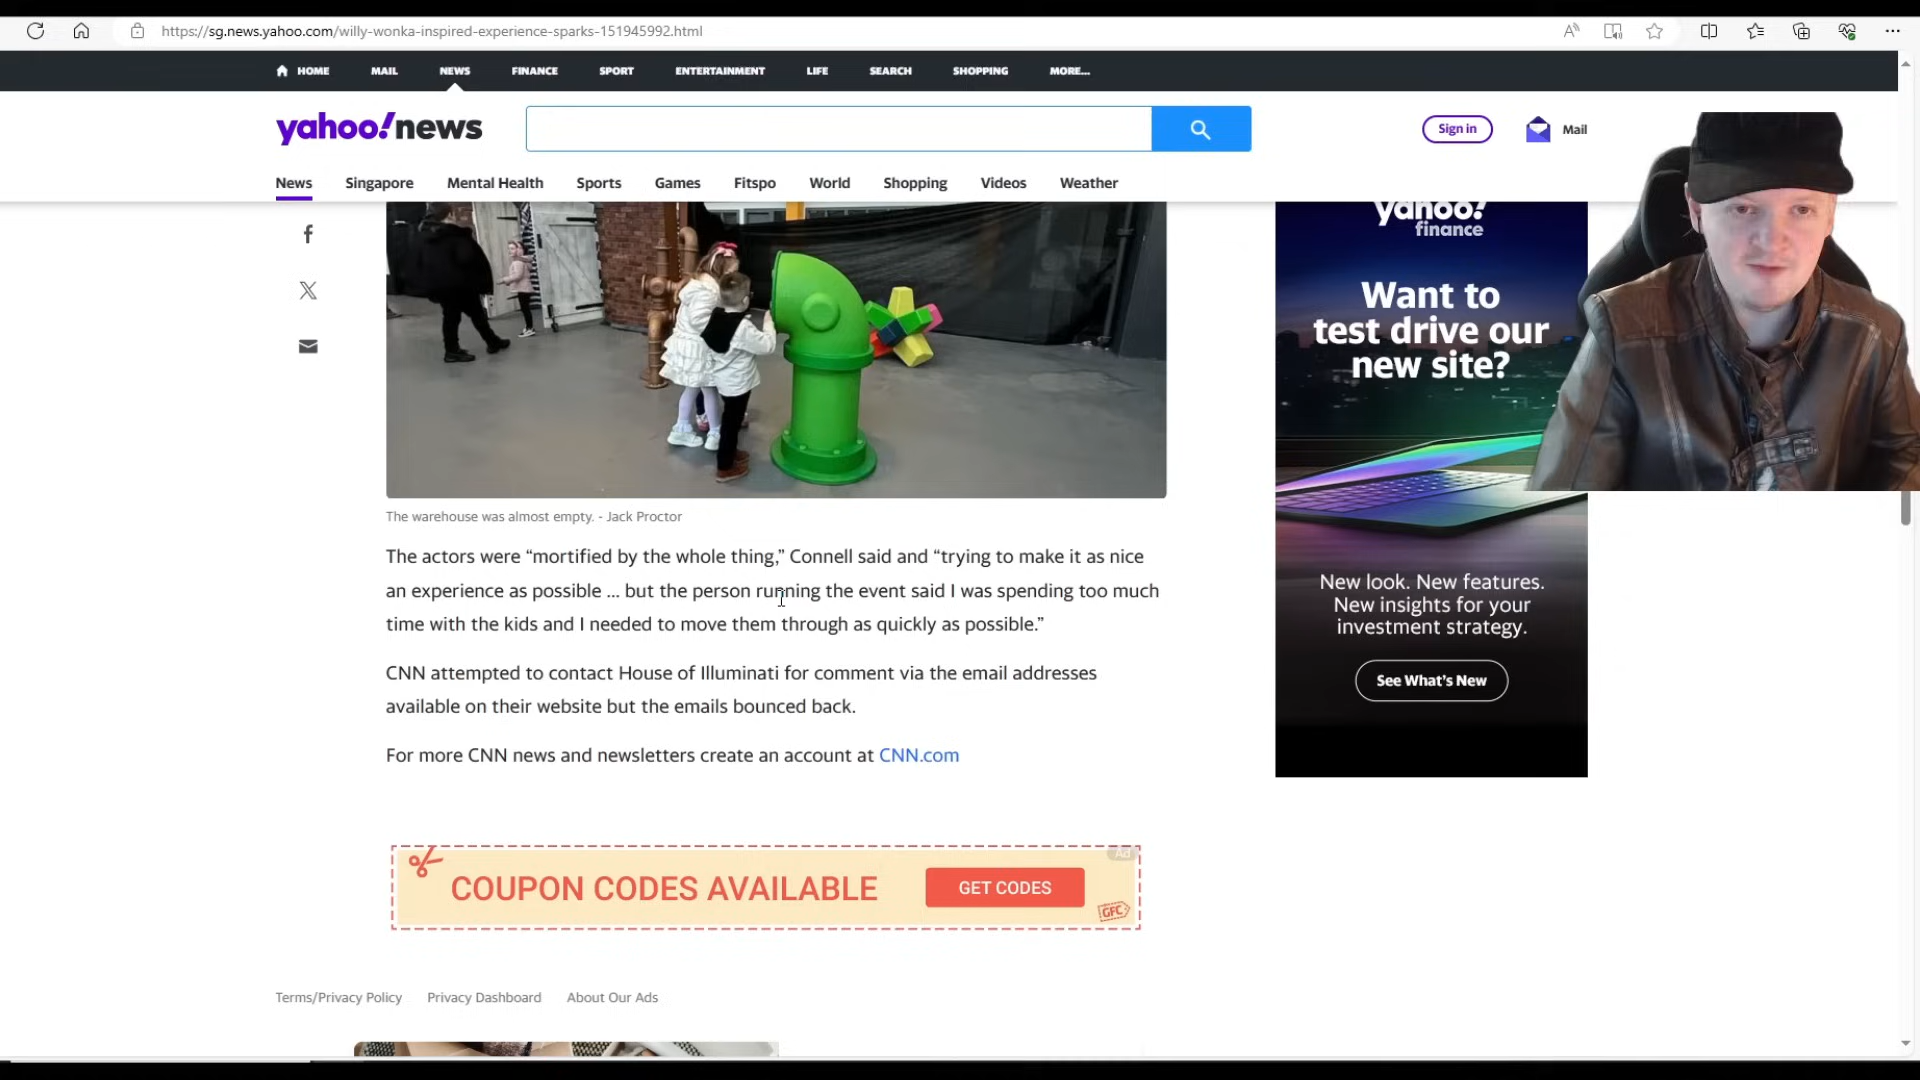 https://sg.news.yahoo.com/willy-wonka-inspired-experience-sparks-151945992.html
HOME MAIL NEWS FINANCE SPORT ENTERTAINMENT LIFE SEARCH SHOPPING MORE...
yahoo!news
Sign in
Mail
News Singapore Mental Health Sports Games Fitspo World Shopping Videos Weather
The warehouse was almost empty. - Jack Proctor
The actors were “mortified by the whole thing,” Connell said and “trying to make it as nice
an experience as possible ... but the person running the event said I was spending too much
time with the kids and I needed to move them through as quickly as possible.”
CNN attempted to contact House of Illuminati for comment via the email addresses
available on their website but the emails bounced back.
For more CNN news and newsletters create an account at CNN.com
yahoo!
finance
Want to
test drive our
new site?
New look. New features.
New insights for your
investment strategy.
See What's New
Ad
COUPON CODES AVAILABLE
GET CODES
GFC
Terms/Privacy Policy Privacy Dashboard About Our Ads